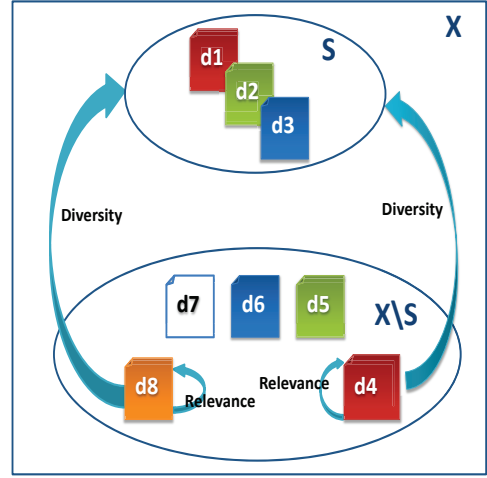 X
S
d1
d2
d3
Diversity
Diversity
d7
d6
d5
X\S
d8
Relevance
Relevance
d4